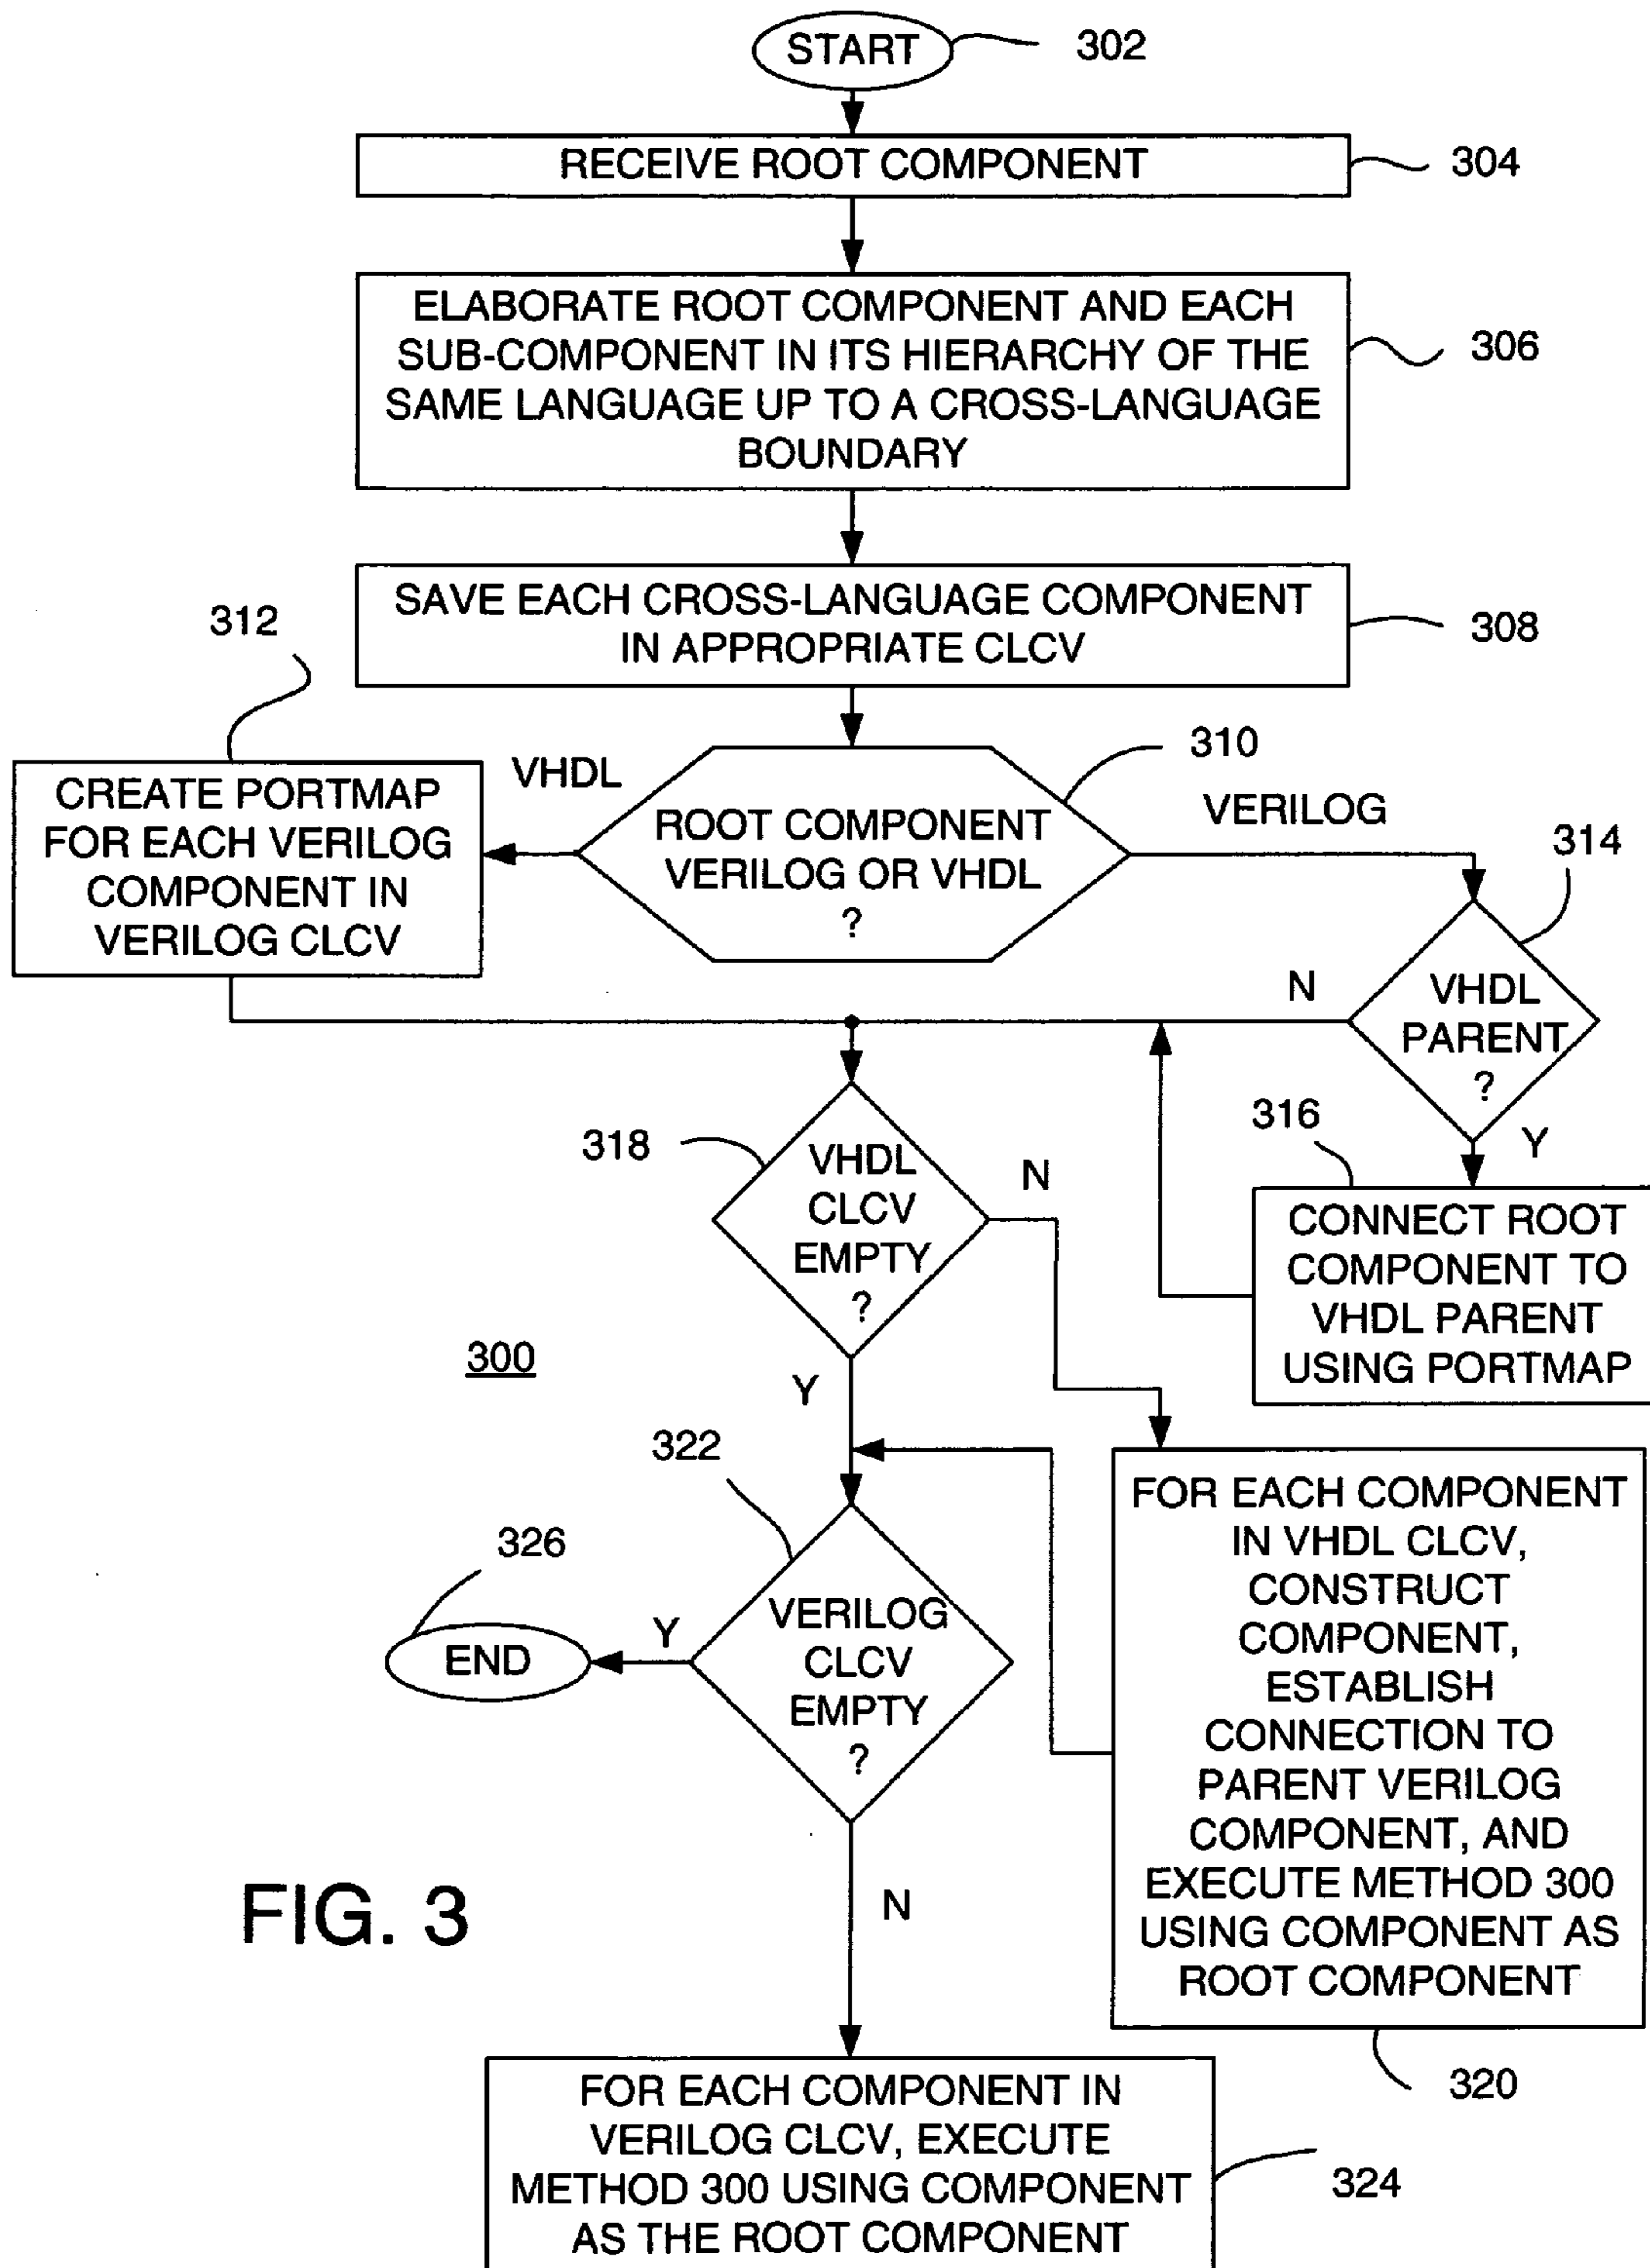 START
302
RECEIVE ROOT COMPONENT
304
ELABORATE ROOT COMPONENT AND EACH
SUB-COMPONENT IN ITS HIERARCHY OF THE
SAME LANGUAGE UP TO A CROSS-LANGUAGE
BOUNDARY
306
SAVE EACH CROSS-LANGUAGE COMPONENT
IN APPROPRIATE CLCV
308
312
CREATE PORTMAP
FOR EACH VERILOG
COMPONENT IN
VERILOG CLCV
VHDL
ROOT COMPONENT
VERILOG OR VHDL
?
310
VERILOG
314
VHDL
PARENT
?
N
Y
316
CONNECT ROOT
COMPONENT TO
VHDL PARENT
USING PORTMAP
318
VHDL
CLCV
EMPTY
?
N
Y
300
322
VERILOG
CLCV
EMPTY
?
Y
326
END
N
FOR EACH COMPONENT
IN VHDL CLCV,
CONSTRUCT
COMPONENT,
ESTABLISH
CONNECTION TO
PARENT VERILOG
COMPONENT, AND
EXECUTE METHOD 300
USING COMPONENT AS
ROOT COMPONENT
320
FIG. 3
FOR EACH COMPONENT IN
VERILOG CLCV, EXECUTE
METHOD 300 USING COMPONENT
AS THE ROOT COMPONENT
324